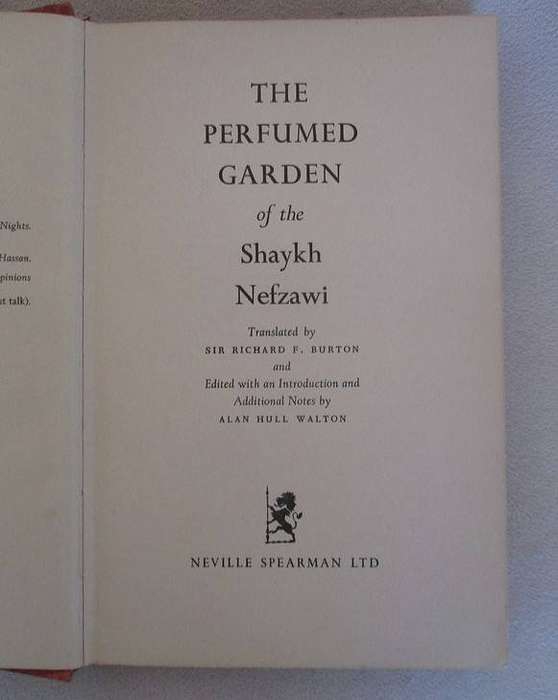 Nights.
Hassan.
pinions
t talk).
THE
PERFUMED
GARDEN
of the
Shaykh
Nefzawi
Translated by
SIR RICHARD F. BURTON
and
Edited with an Introduction and
Additional Notes by
ALAN HULL WALTON
NEVILLE SPEARMAN LTD